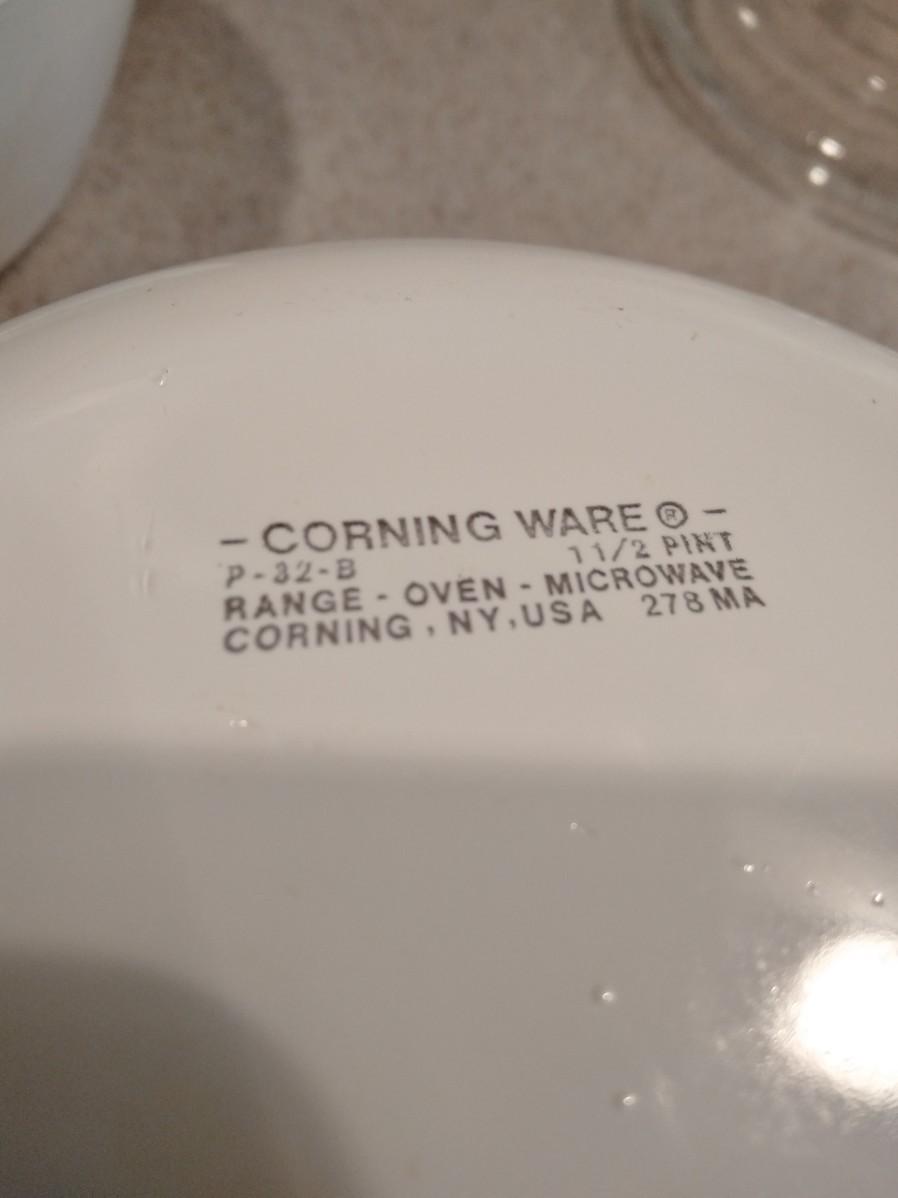 - CORNING WARE ® -
P-32-B 1 1/2 PINT
RANGE - OVEN - MICROWAVE
CORNING, NY, USA 278 MA